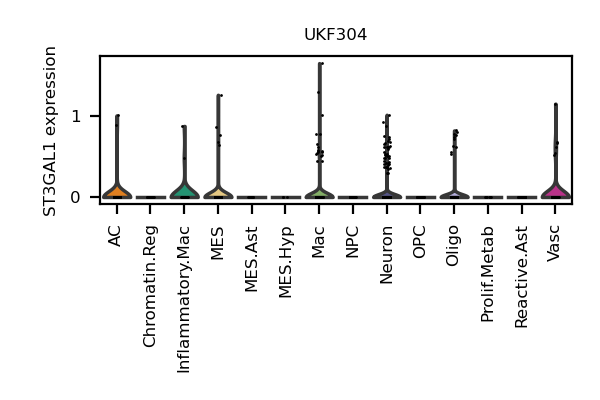 UKF304
ST3GAL1 expression
1
0
AC
Chromatin.Reg
Inflammatory.Mac
MES
MES.Ast
MES.Hyp
Mac
NPC
Neuron
OPC
Oligo
Prolif.Metab
Reactive.Ast
Vasc